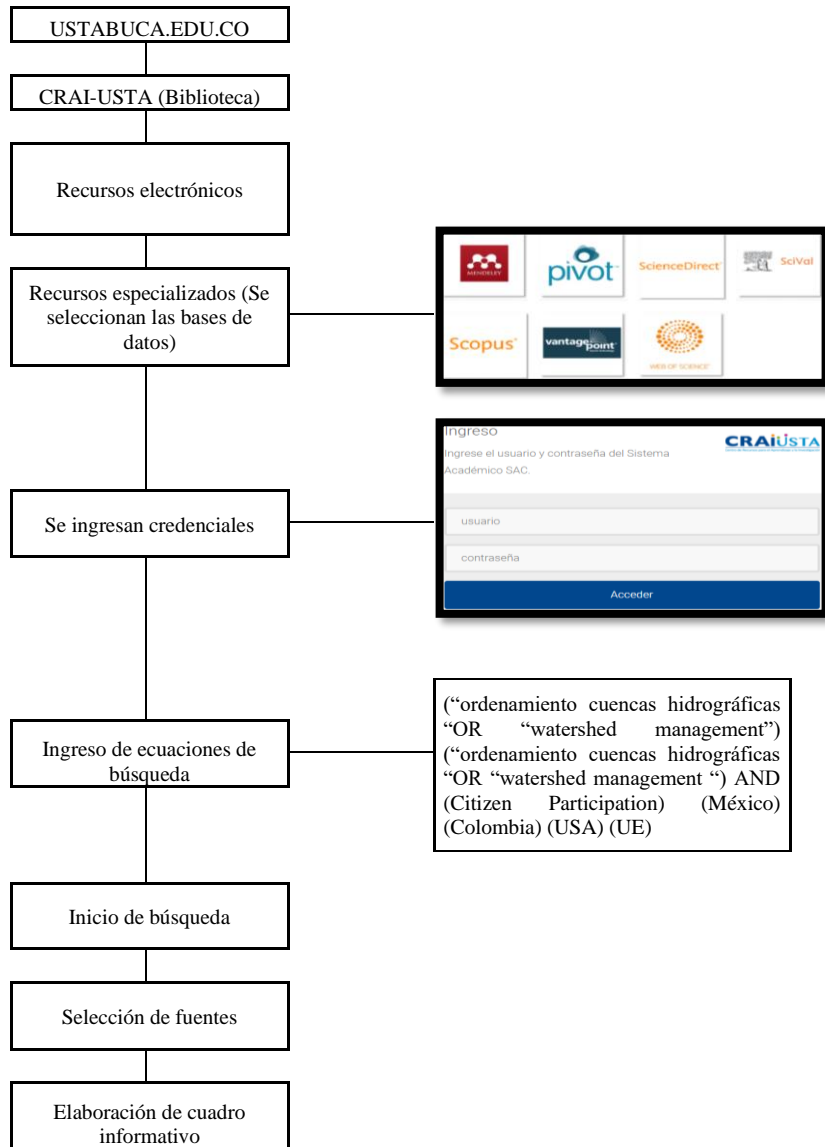 USTABUCA.EDU.CO
CRAI-USTA (Biblioteca)
Recursos electrónicos
Recursos especializados (Se
seleccionan las bases de
datos)
MENDELEY
pivot
ScienceDirect
SciVal
Scopus
vantagepoint
WEB OF SCIENCE
Ingreso
Ingrese el usuario y contraseña del Sistema
Académico SAC.
CRAIUSTA
usuario
contraseña
Acceder
Se ingresan credenciales
Ingreso de ecuaciones de
búsqueda
(“ordenamiento cuencas hidrográficas
“OR “watershed management”)
(“ordenamiento cuencas hidrográficas
“OR “watershed management “) AND
(Citizen Participation) (México)
(Colombia) (USA) (UE)
Inicio de búsqueda
Selección de fuentes
Elaboración de cuadro
informativo